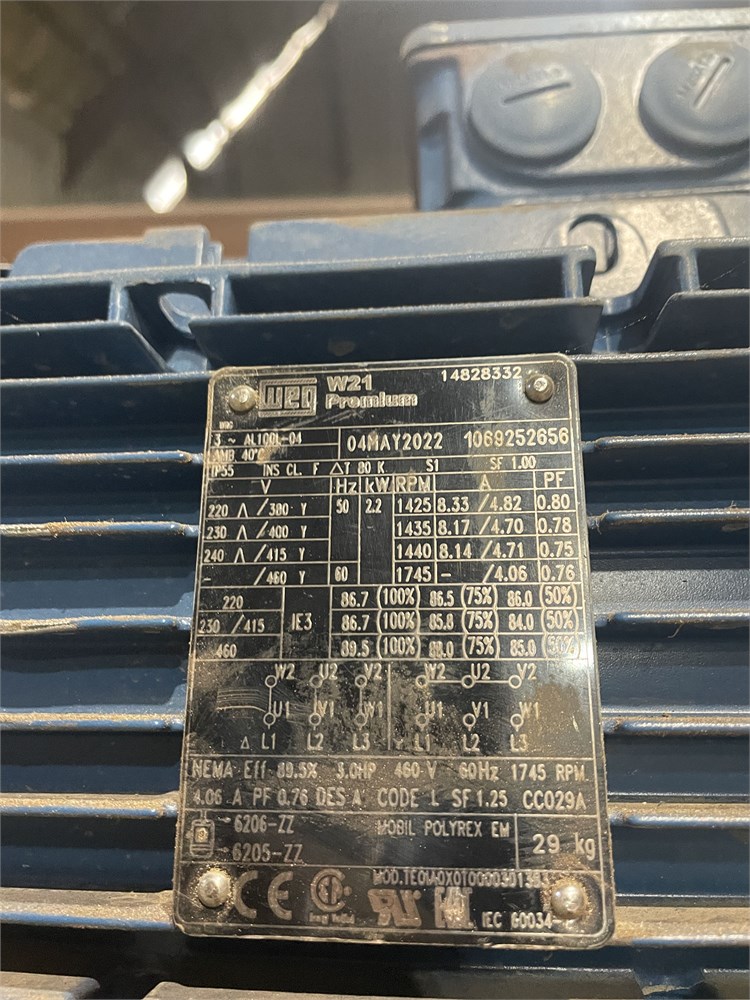 WEG W21 Premium 14828332
3 ~ AL100L-04 04MAY2022 1069252656
AMB 40°C
IP55 INS CL. F ΔT 80 K S1 SF 1.00
V Hz kW RPM A PF
220 Δ /380 Y 50 2.2 1425 8.33 /4.82 0.80
230 Δ /400 Y 1435 8.17 /4.70 0.78
240 Δ /415 Y 1440 8.14 /4.71 0.75
- /460 Y 60 1745 - /4.06 0.76
220 86.7 (100%) 86.5 (75%) 86.0 (50%)
230 /415 IE3 86.7 (100%) 85.8 (75%) 84.0 (50%)
460 89.5 (100%) 88.0 (75%) 85.0 (50%)
W2 U2 V2 W2 U2 V2
U1 V1 W1 U1 V1 W1
Δ L1 L2 L3 L1 L2 L3
NEMA Eff 89.5% 3.0HP 460 V 60Hz 1745 RPM
4.06 A PF 0.76 DES A CODE L SF 1.25 CC029A
6206-ZZ MOBIL POLYREX EM 29 kg
6205-ZZ
CE Energy Verified EAC IEC 60034-1